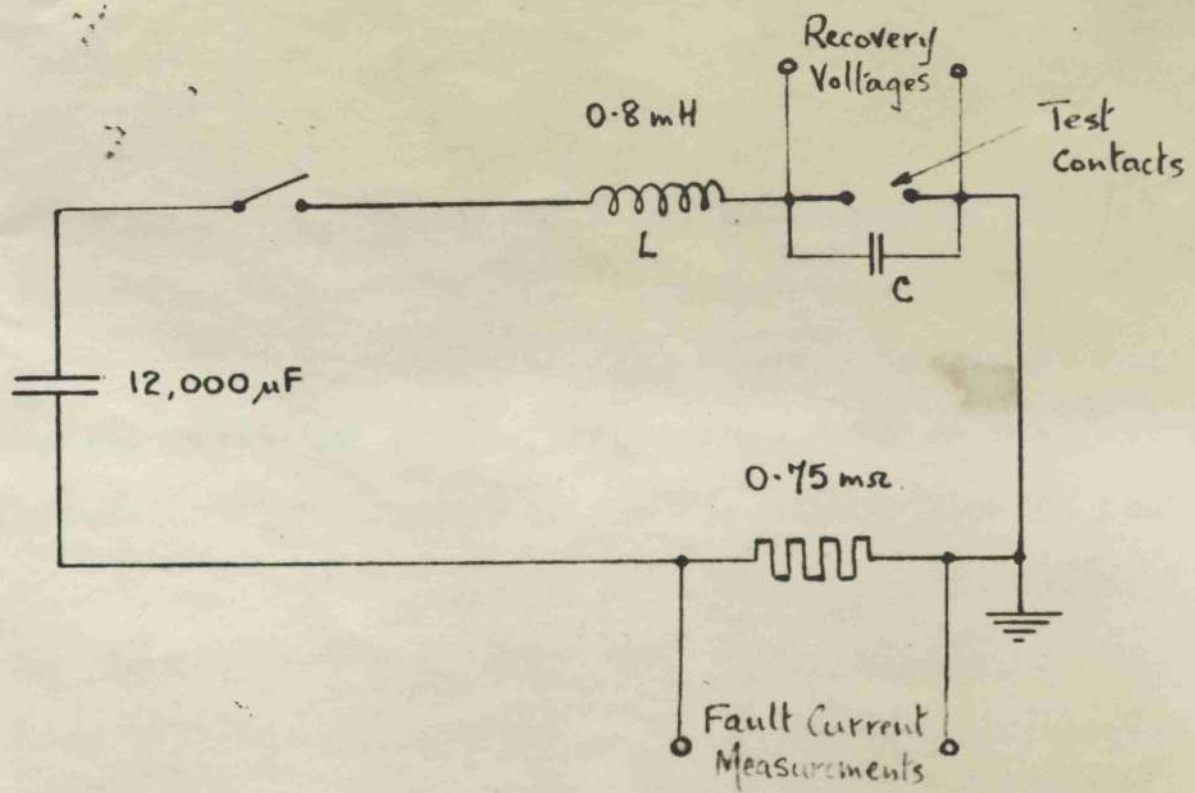 Recovery
Voltages
0.8 mH
Test
Contacts
L
C
12,000 µF
0.75 mΩ
Fault Current
Measurements